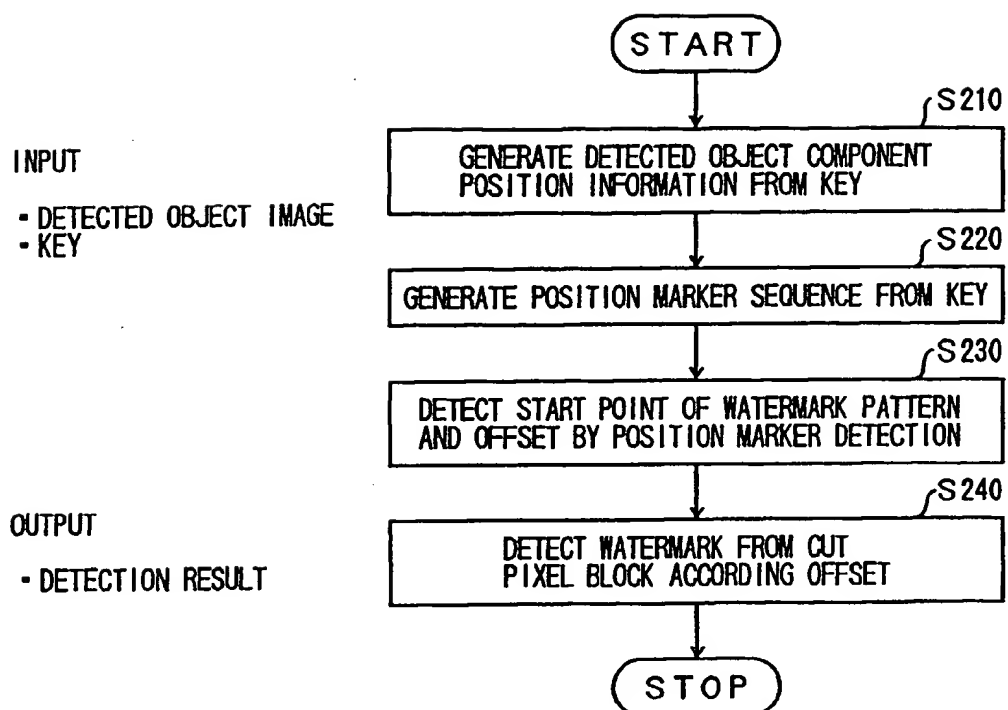 START
S210
INPUT
GENERATE DETECTED OBJECT COMPONENT
POSITION INFORMATION FROM KEY
- DETECTED OBJECT IMAGE
- KEY
S220
GENERATE POSITION MARKER SEQUENCE FROM KEY
S230
DETECT START POINT OF WATERMARK PATTERN
AND OFFSET BY POSITION MARKER DETECTION
S240
OUTPUT
DETECT WATERMARK FROM CUT
PIXEL BLOCK ACCORDING OFFSET
- DETECTION RESULT
STOP